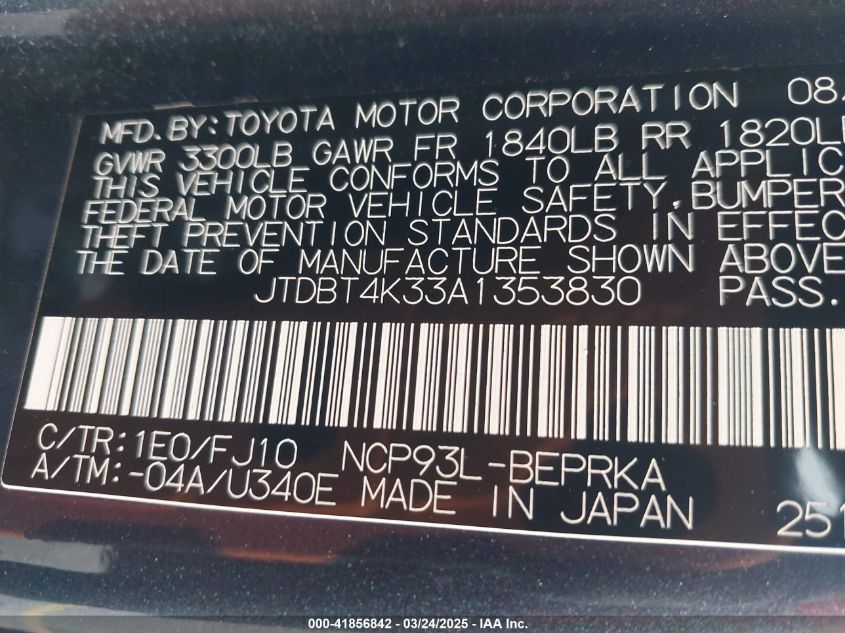 MFD. BY: TOYOTA MOTOR CORPORATION 08
GVWR 3300LB GAWR FR 1840LB RR 1820L
THIS VEHICLE CONFORMS TO ALL APPLIC
FEDERAL MOTOR VEHICLE SAFETY, BUMPER
THEFT PREVENTION STANDARDS IN EFFEC
THE DATE OF MANUFACTURE SHOWN ABOVE
JTDBT4K33A1353830 PASS.
C/TR: 1E0/FJ10 NCP93L-BEPRKA
A/TM: -04A/U340E MADE IN JAPAN 251
000-41856842 / 03/24/2025 - IAA Inc.